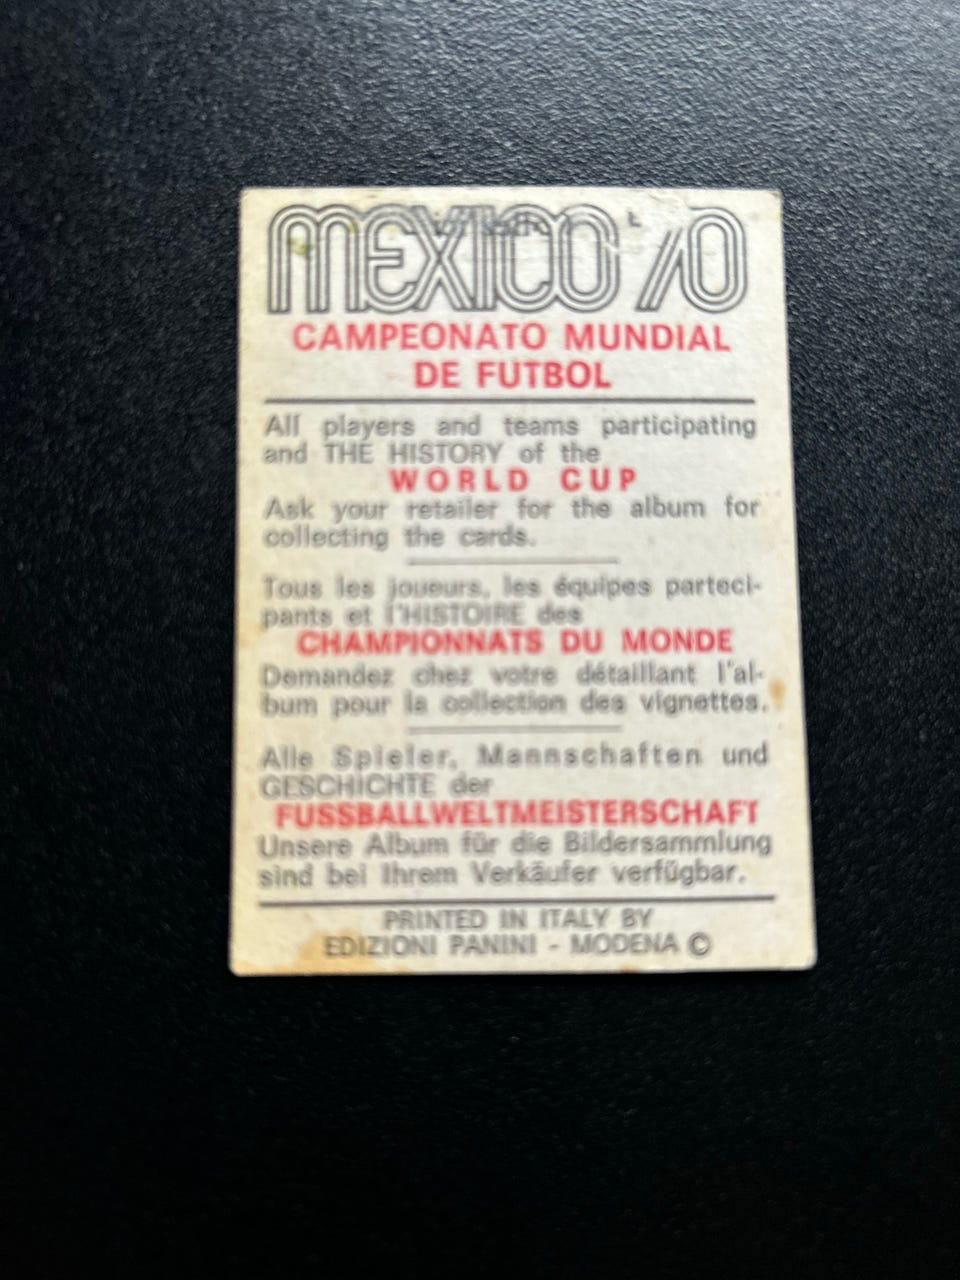 MEXICO 70
CAMPEONATO MUNDIAL
DE FUTBOL
All players and teams participating
and THE HISTORY of the
WORLD CUP
Ask your retailer for the album for
collecting the cards.
Tous les joueurs, les équipes parteci-
pants et l'HISTOIRE des
CHAMPIONNATS DU MONDE
Demandez chez votre détaillant l'al-
bum pour la collection des vignettes.
Alle Spieler, Mannschaften und
GESCHICHTE der
FUSSBALLWELTMEISTERSCHAFT
Unsere Album für die Bildersammlung
sind bei Ihrem Verkäufer verfügbar.
PRINTED IN ITALY BY
EDIZIONI PANINI - MODENA ©